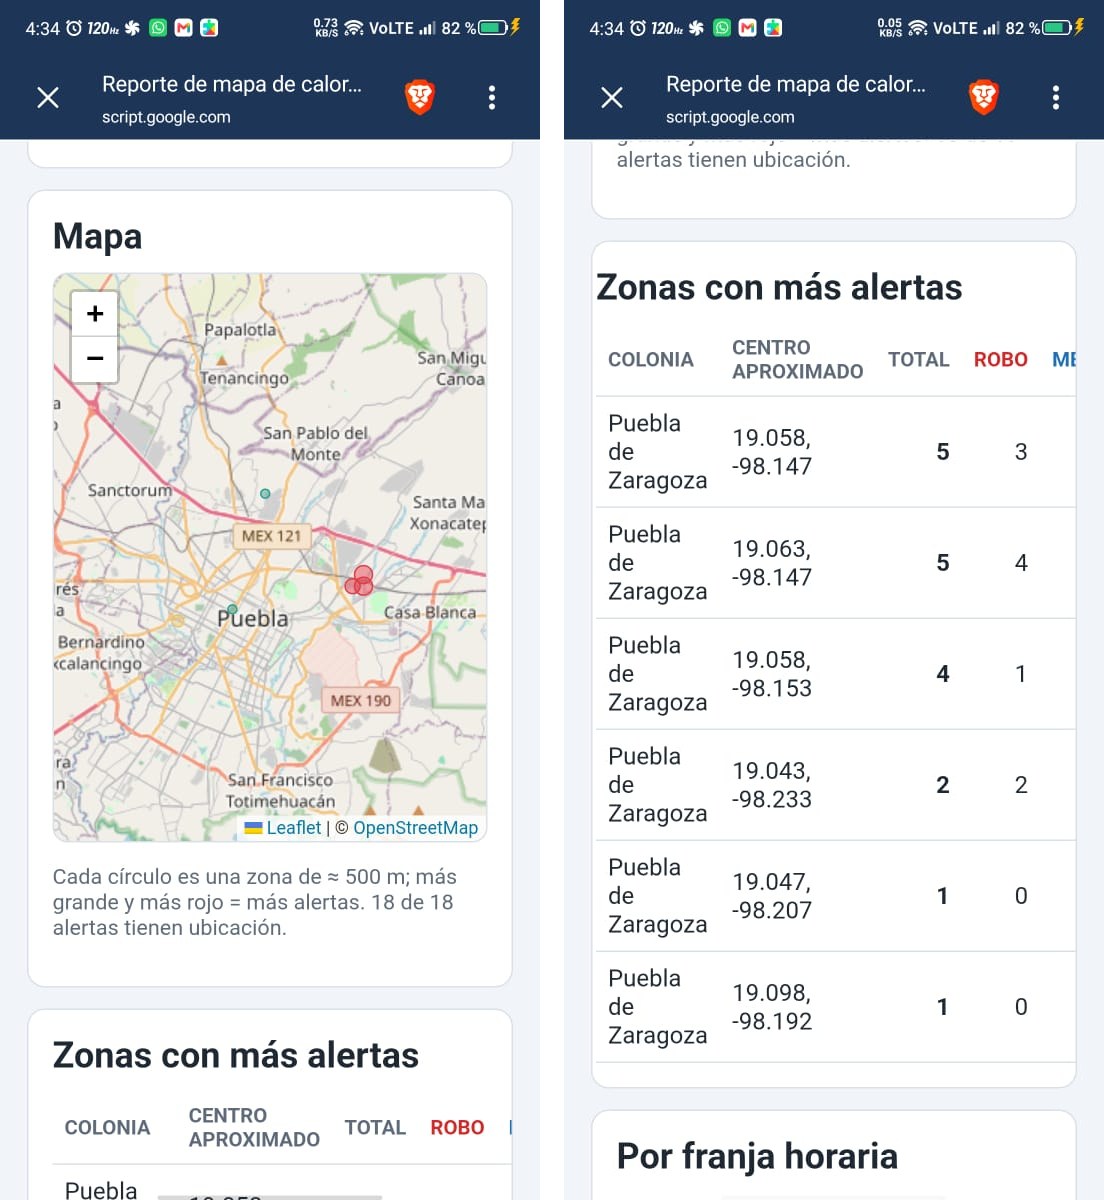 4:34 120Hz 0.73 KB/S VoLTE 82 %
Reporte de mapa de calor...
script.google.com
Mapa
+
−
Papalotla
San Migu
Canoa
Tenancingo
a
San Pablo del
Monte
Sanctorum
Santa Ma
Xonacatep
MEX 121
rés
la
Puebla
Casa Blanca
Bernardino
xcalancingo
MEX 190
ra
n
San Francisco
Totimehuacán
Leaflet | © OpenStreetMap
Cada círculo es una zona de ≈ 500 m; más
grande y más rojo = más alertas. 18 de 18
alertas tienen ubicación.
Zonas con más alertas
COLONIA CENTRO APROXIMADO TOTAL ROBO
Puebla
4:34 120Hz 0.05 KB/S VoLTE 82 %
Reporte de mapa de calor...
script.google.com
alertas tienen ubicación.
Zonas con más alertas
COLONIA CENTRO APROXIMADO TOTAL ROBO ME
Puebla de Zaragoza 19.058, -98.147 5 3
Puebla de Zaragoza 19.063, -98.147 5 4
Puebla de Zaragoza 19.058, -98.153 4 1
Puebla de Zaragoza 19.043, -98.233 2 2
Puebla de Zaragoza 19.047, -98.207 1 0
Puebla de Zaragoza 19.098, -98.192 1 0
Por franja horaria